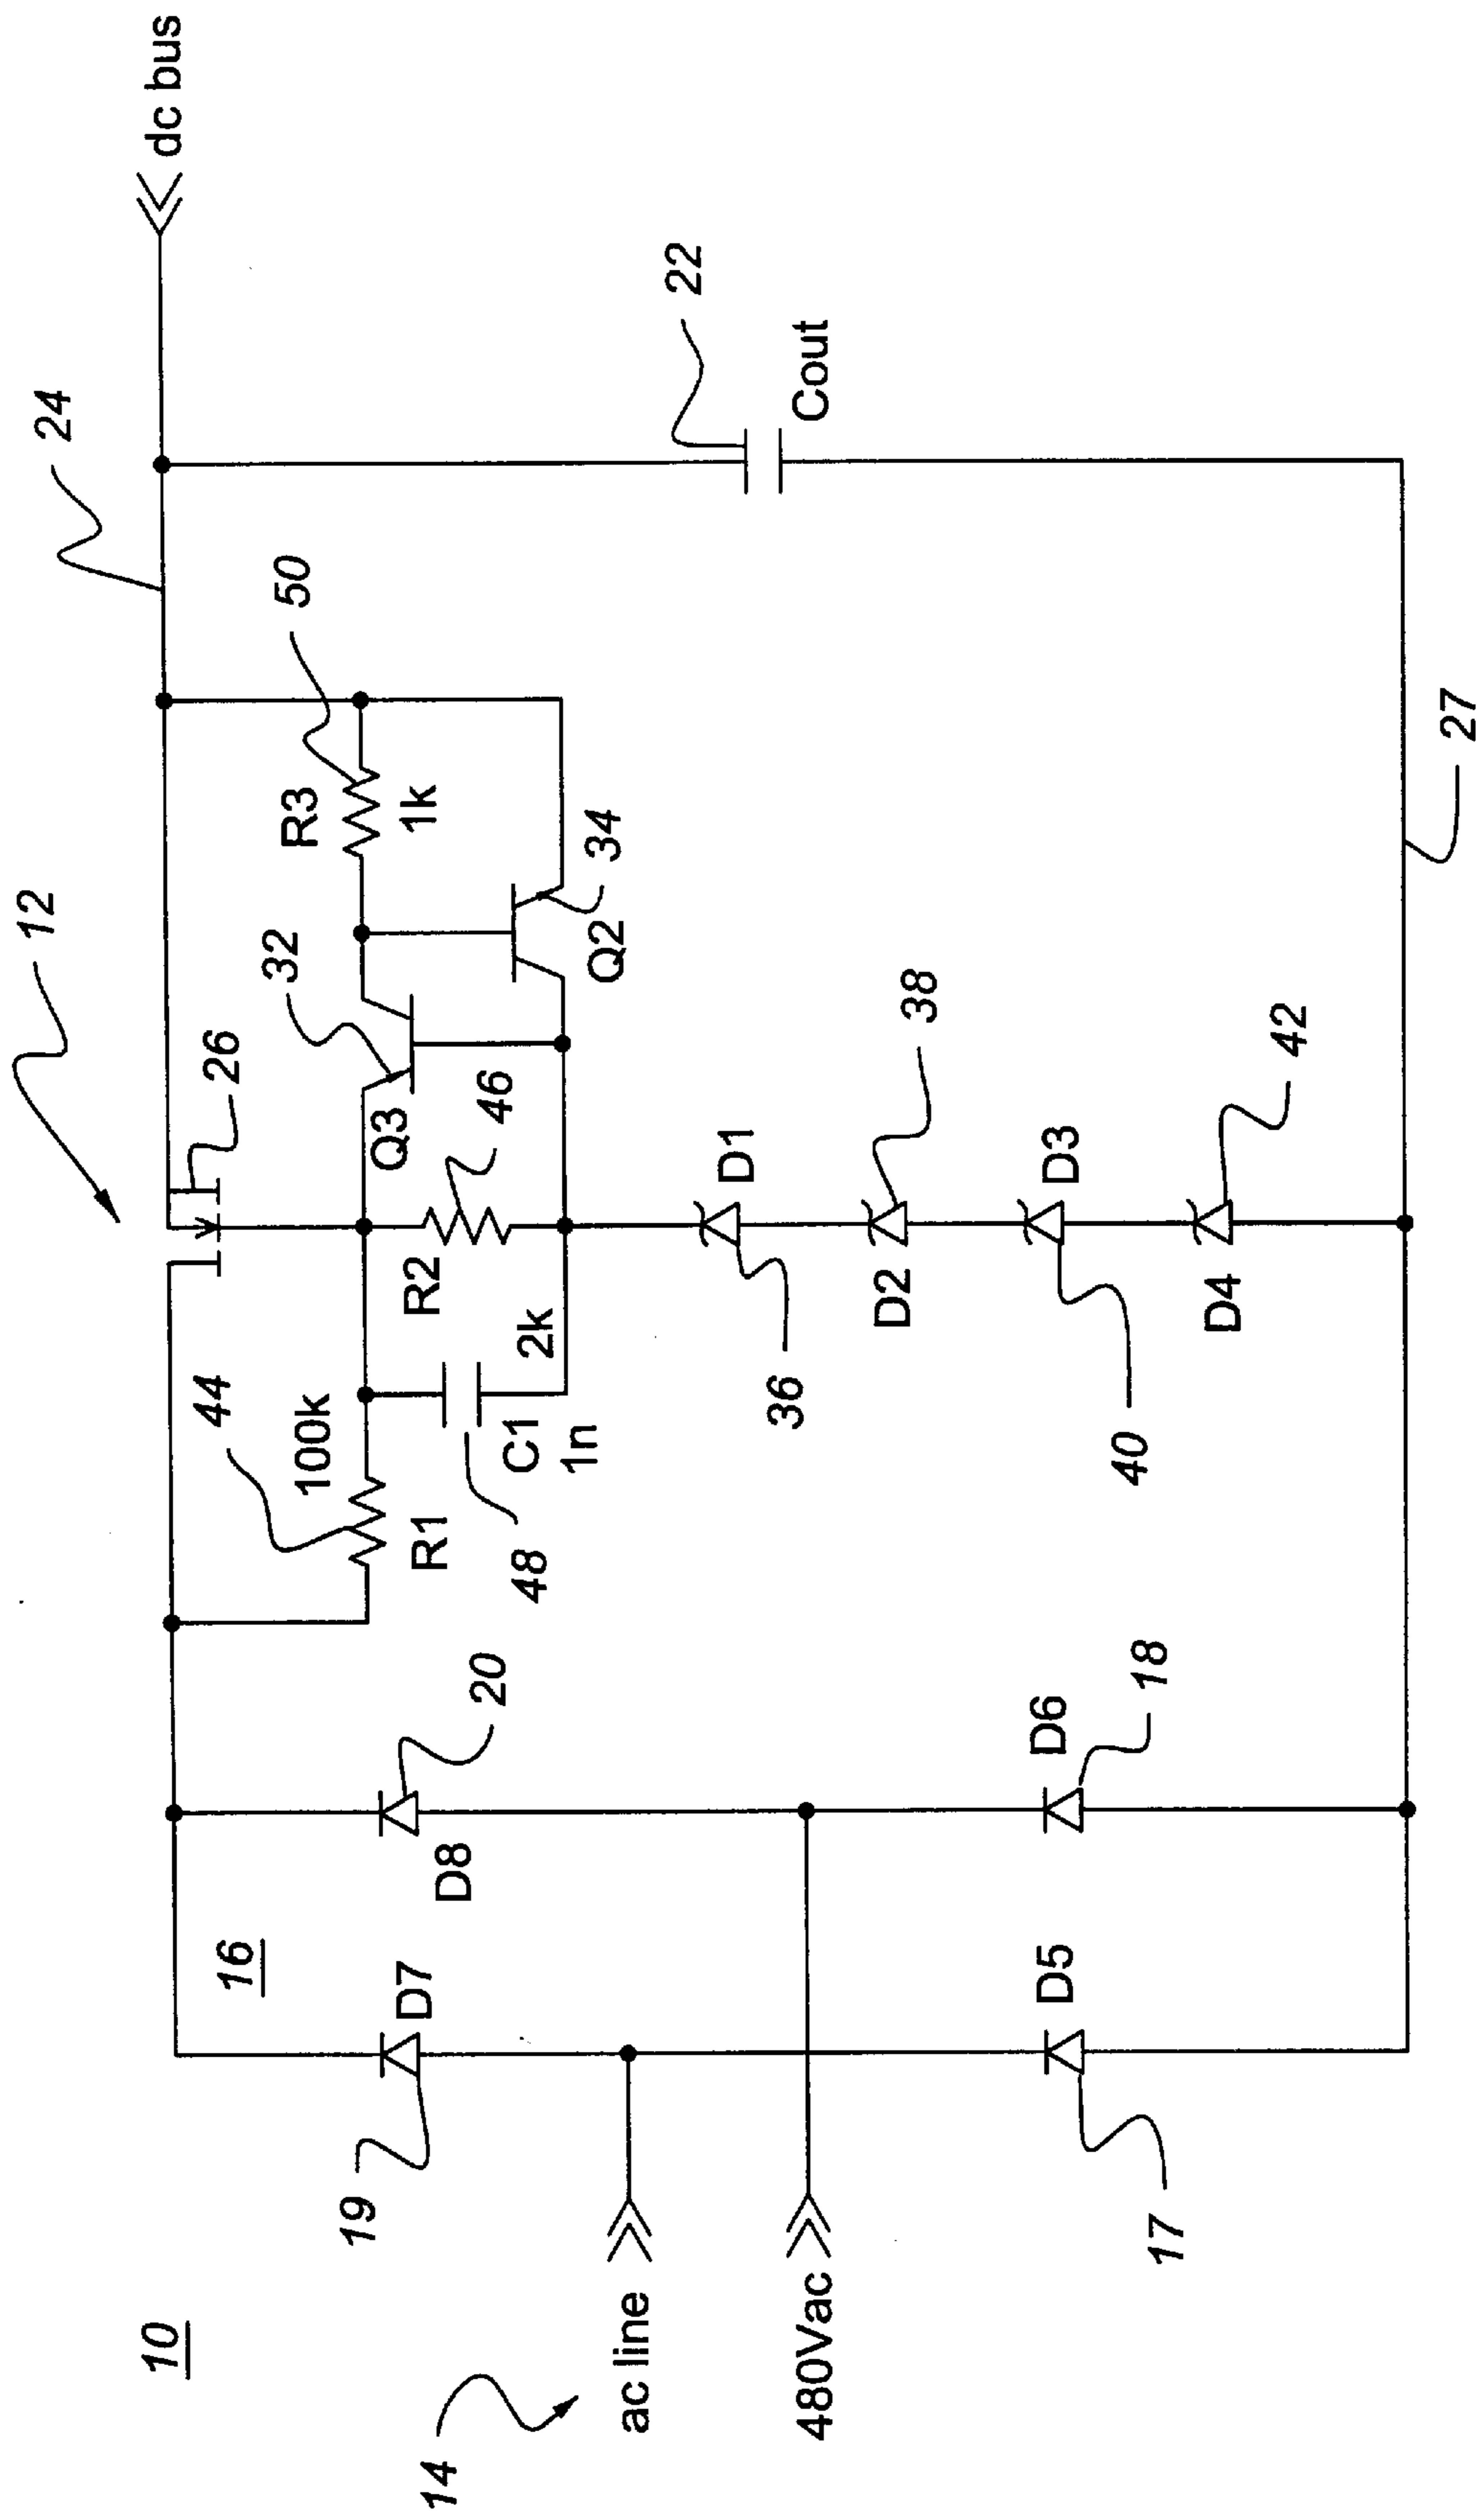 10
14
ac line
480Vac
19
D7
16
17
D5
D8
20
D6
18
44
100k
R1
48
C1
1n
2k
R2
46
Q3
32
26
12
36
D1
D2
38
40
D3
D4
42
Q2
34
R3
1k
50
24
22
Cout
27
dc bus